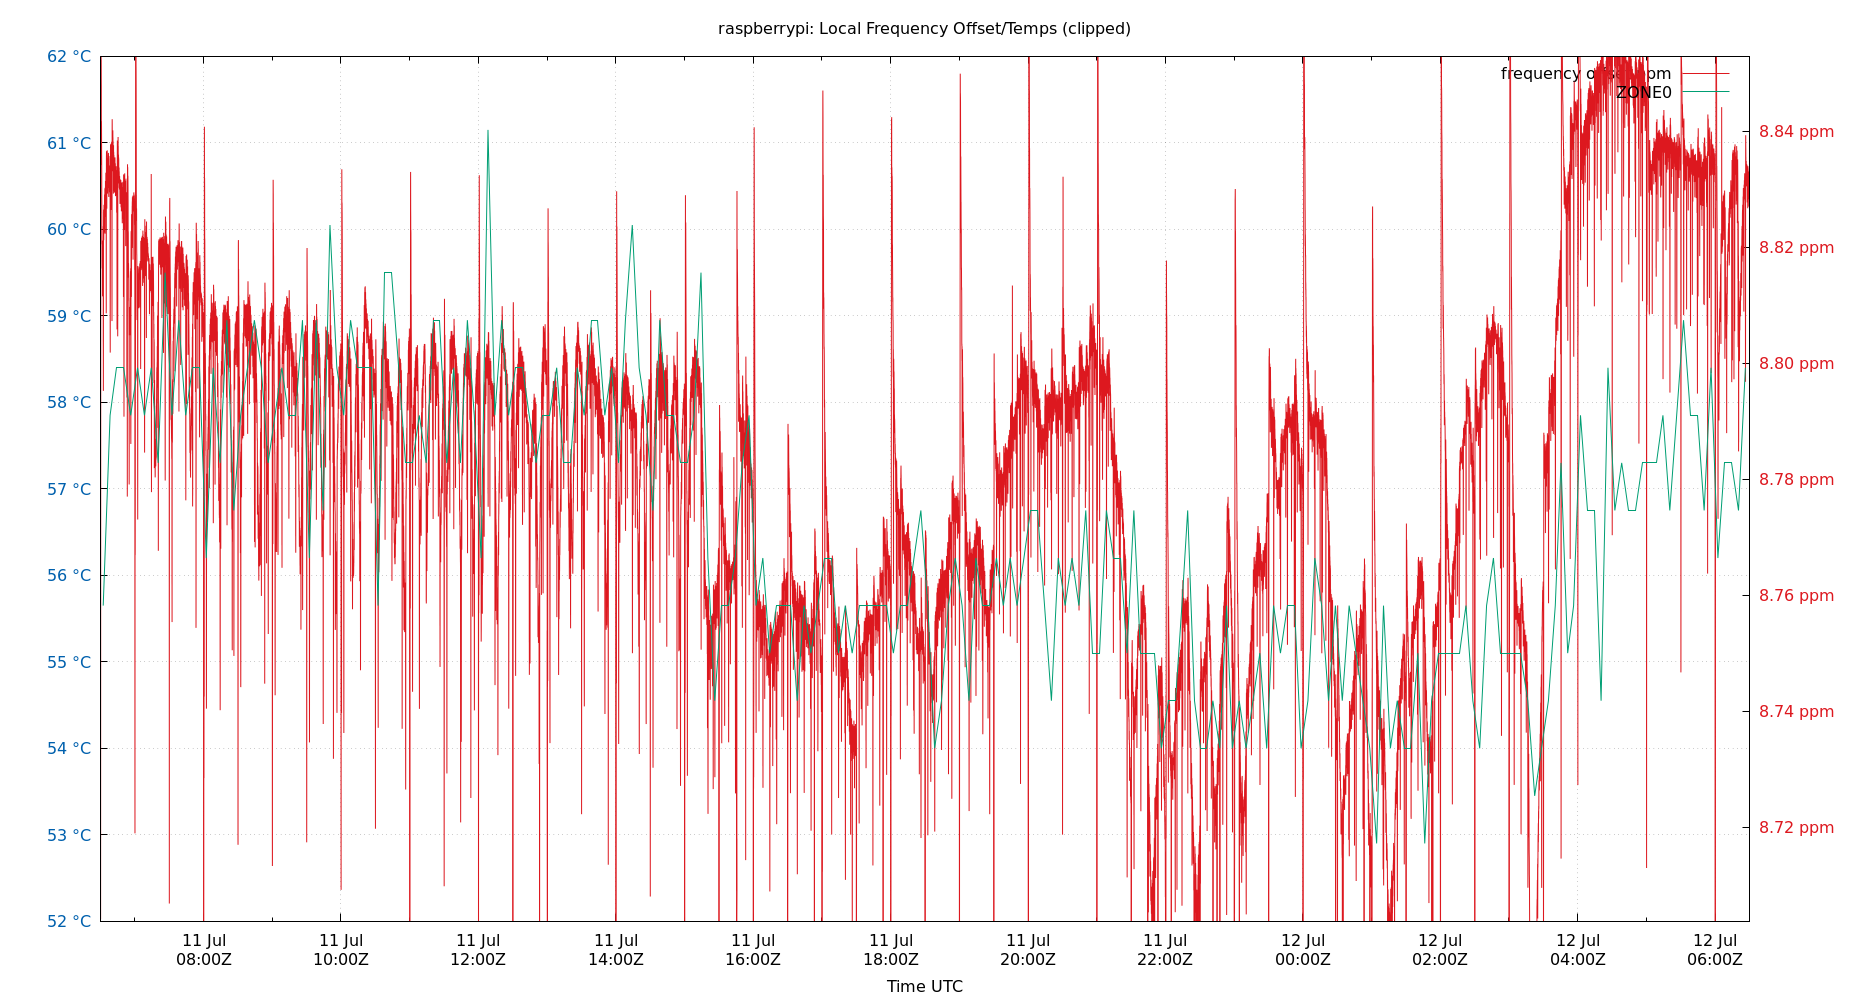 raspberrypi: Local Frequency Offset/Temps (clipped)
62 °C
61 °C
60 °C
59 °C
58 °C
57 °C
56 °C
55 °C
54 °C
53 °C
52 °C
frequency offset ppm
ZONE0
8.84 ppm
8.82 ppm
8.80 ppm
8.78 ppm
8.76 ppm
8.74 ppm
8.72 ppm
11 Jul
08:00Z
11 Jul
10:00Z
11 Jul
12:00Z
11 Jul
14:00Z
11 Jul
16:00Z
11 Jul
18:00Z
11 Jul
20:00Z
11 Jul
22:00Z
12 Jul
00:00Z
12 Jul
02:00Z
12 Jul
04:00Z
12 Jul
06:00Z
Time UTC